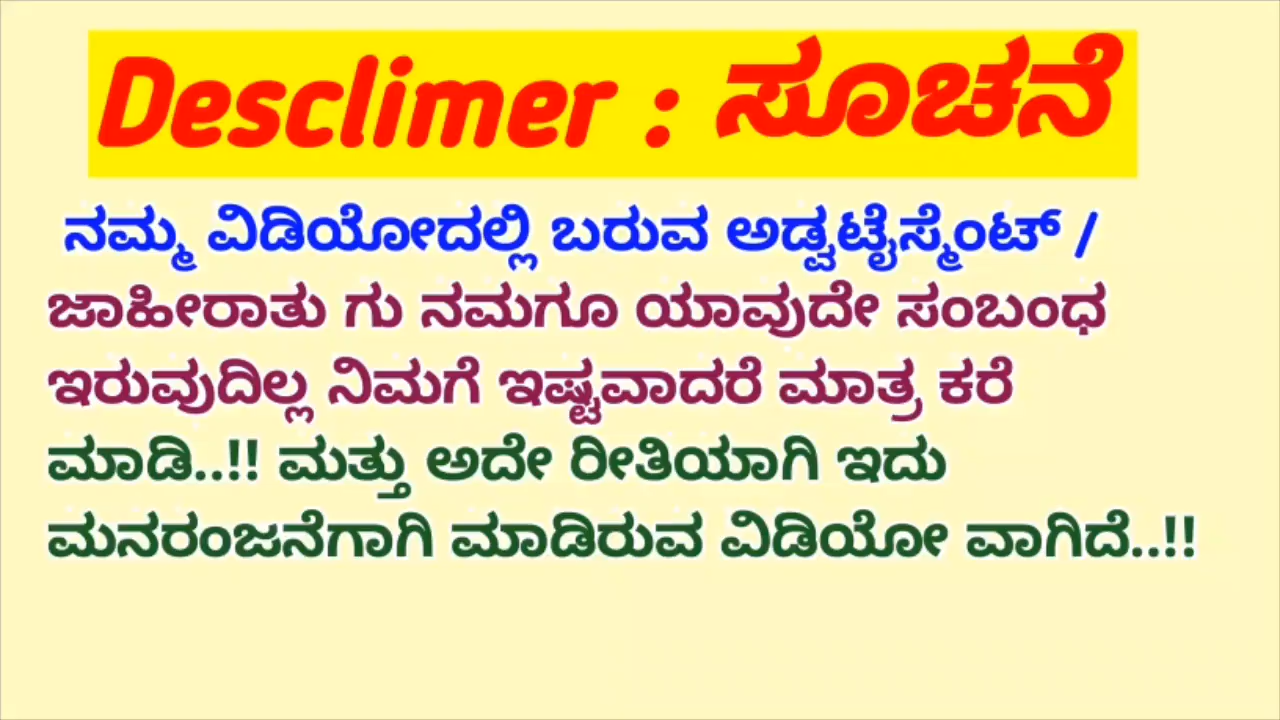 Desclimer : ಸೂಚನೆ
ನಮ್ಮ ವಿಡಿಯೋದಲ್ಲಿ ಬರುವ ಅಡ್ವಟೈಸ್ಮೆಂಟ್ /
ಜಾಹೀರಾತು ಗು ನಮಗೂ ಯಾವುದೇ ಸಂಬಂಧ
ಇರುವುದಿಲ್ಲ ನಿಮಗೆ ಇಷ್ಟವಾದರೆ ಮಾತ್ರ ಕರೆ
ಮಾಡಿ..!! ಮತ್ತು ಅದೇ ರೀತಿಯಾಗಿ ಇದು
ಮನರಂಜನೆಗಾಗಿ ಮಾಡಿರುವ ವಿಡಿಯೋ ವಾಗಿದೆ..!!